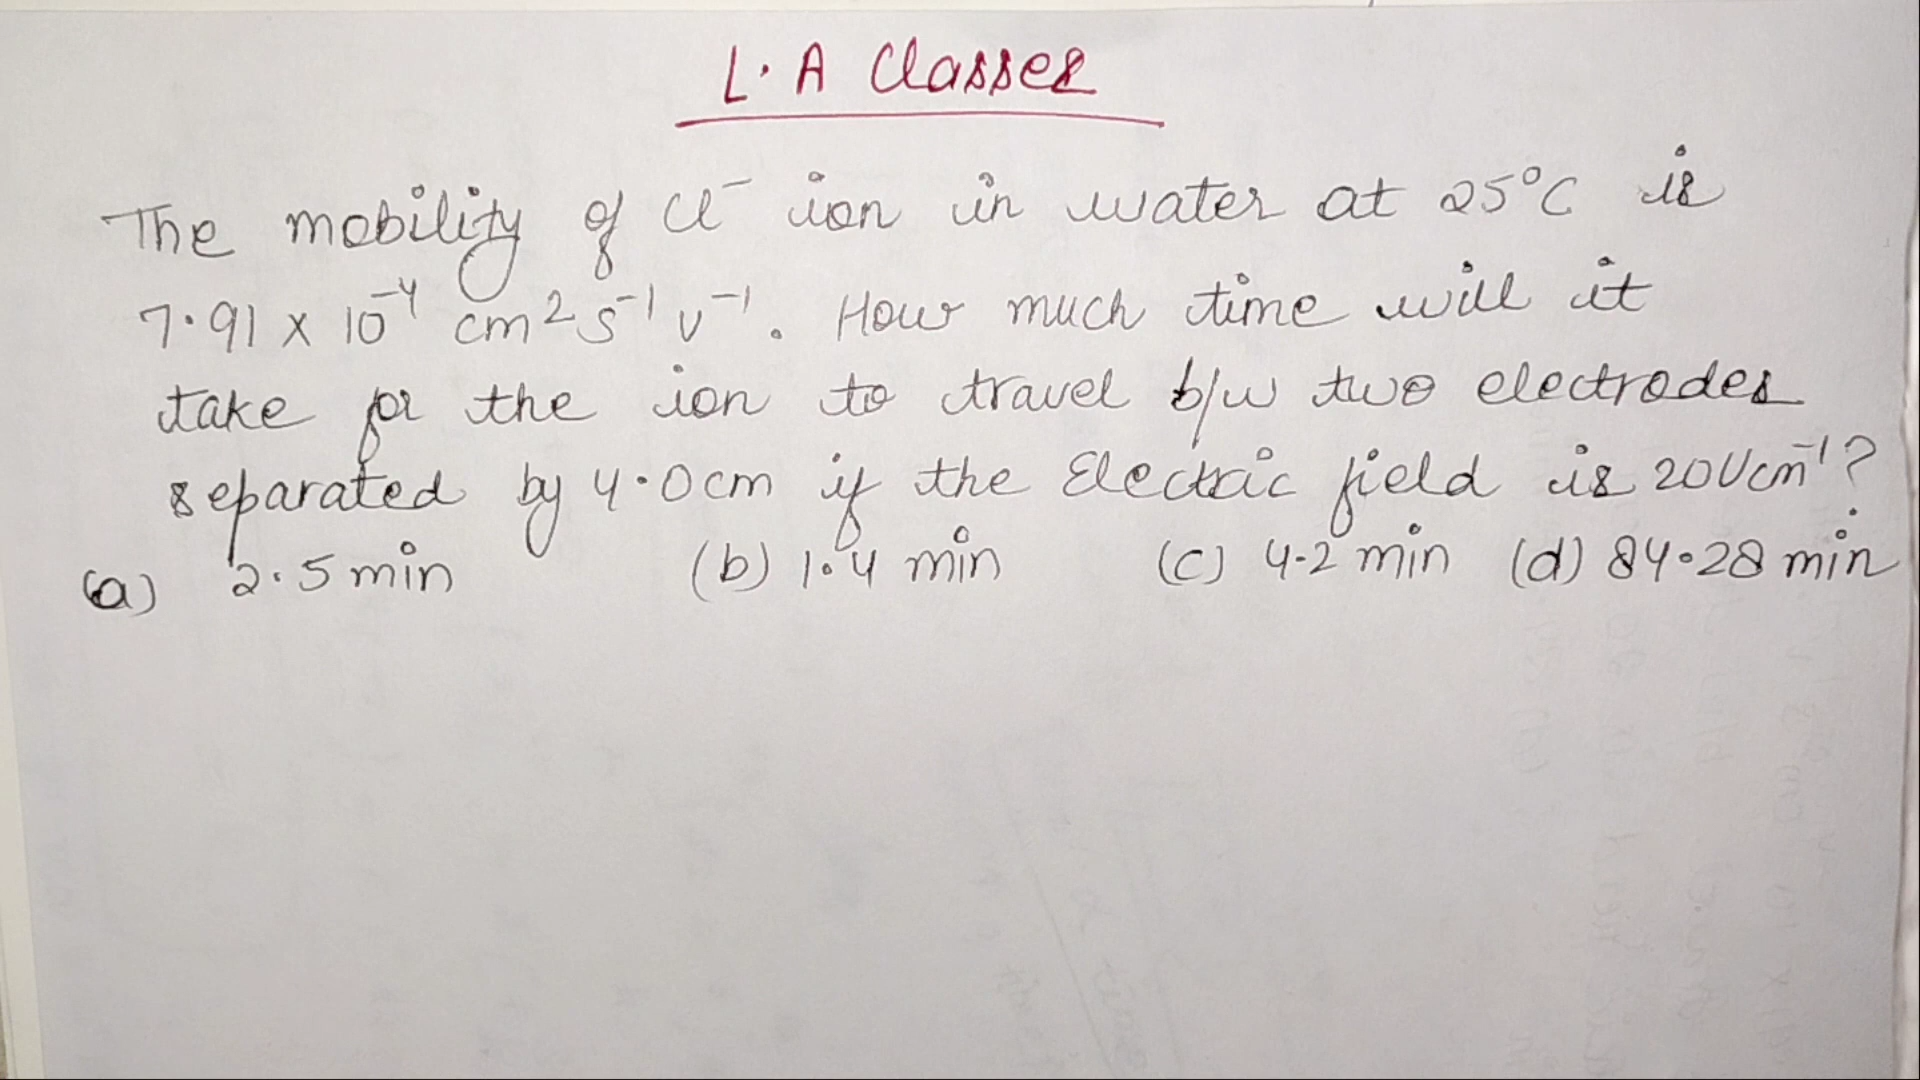 L. A Classes
The mobility of Cl⁻ ion in water at 25°C is
7.91 x 10⁻⁴ cm² s⁻¹ v⁻¹. How much time will it
take for the ion to travel b/w two electrodes
separated by 4.0cm if the Electric field is 20Vcm⁻¹?
(a) 2.5 min (b) 1.4 min (c) 4.2 min (d) 84.28 min